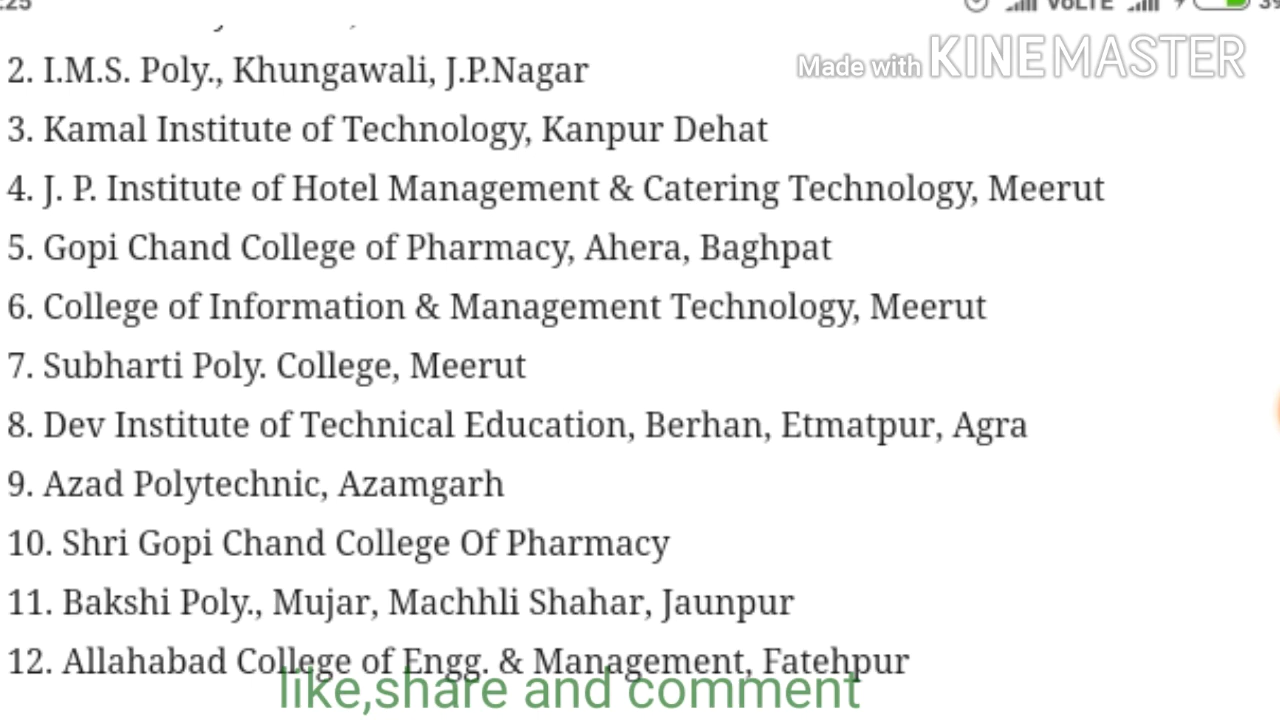 :25
VoLTE
39
Made with KINEMASTER
2. I.M.S. Poly., Khungawali, J.P.Nagar
3. Kamal Institute of Technology, Kanpur Dehat
4. J. P. Institute of Hotel Management & Catering Technology, Meerut
5. Gopi Chand College of Pharmacy, Ahera, Baghpat
6. College of Information & Management Technology, Meerut
7. Subharti Poly. College, Meerut
8. Dev Institute of Technical Education, Berhan, Etmatpur, Agra
9. Azad Polytechnic, Azamgarh
10. Shri Gopi Chand College Of Pharmacy
11. Bakshi Poly., Mujar, Machhli Shahar, Jaunpur
12. Allahabad College of Engg. & Management, Fatehpur
like,share and comment